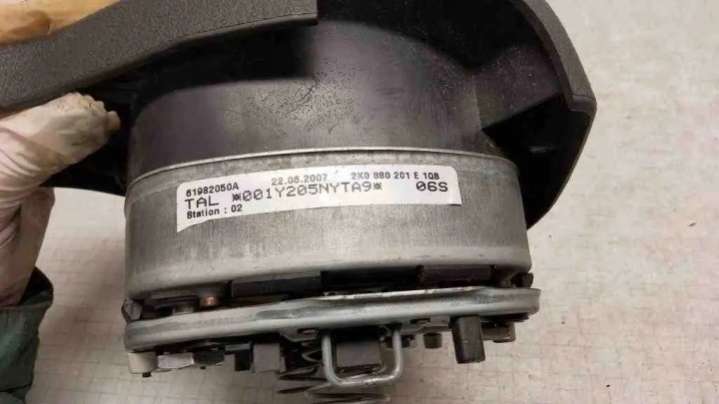 61982050A 22.08.2007 2K0 880 201 E 1QB
TAL *001Y205NYTA9* 06S
Station : 02